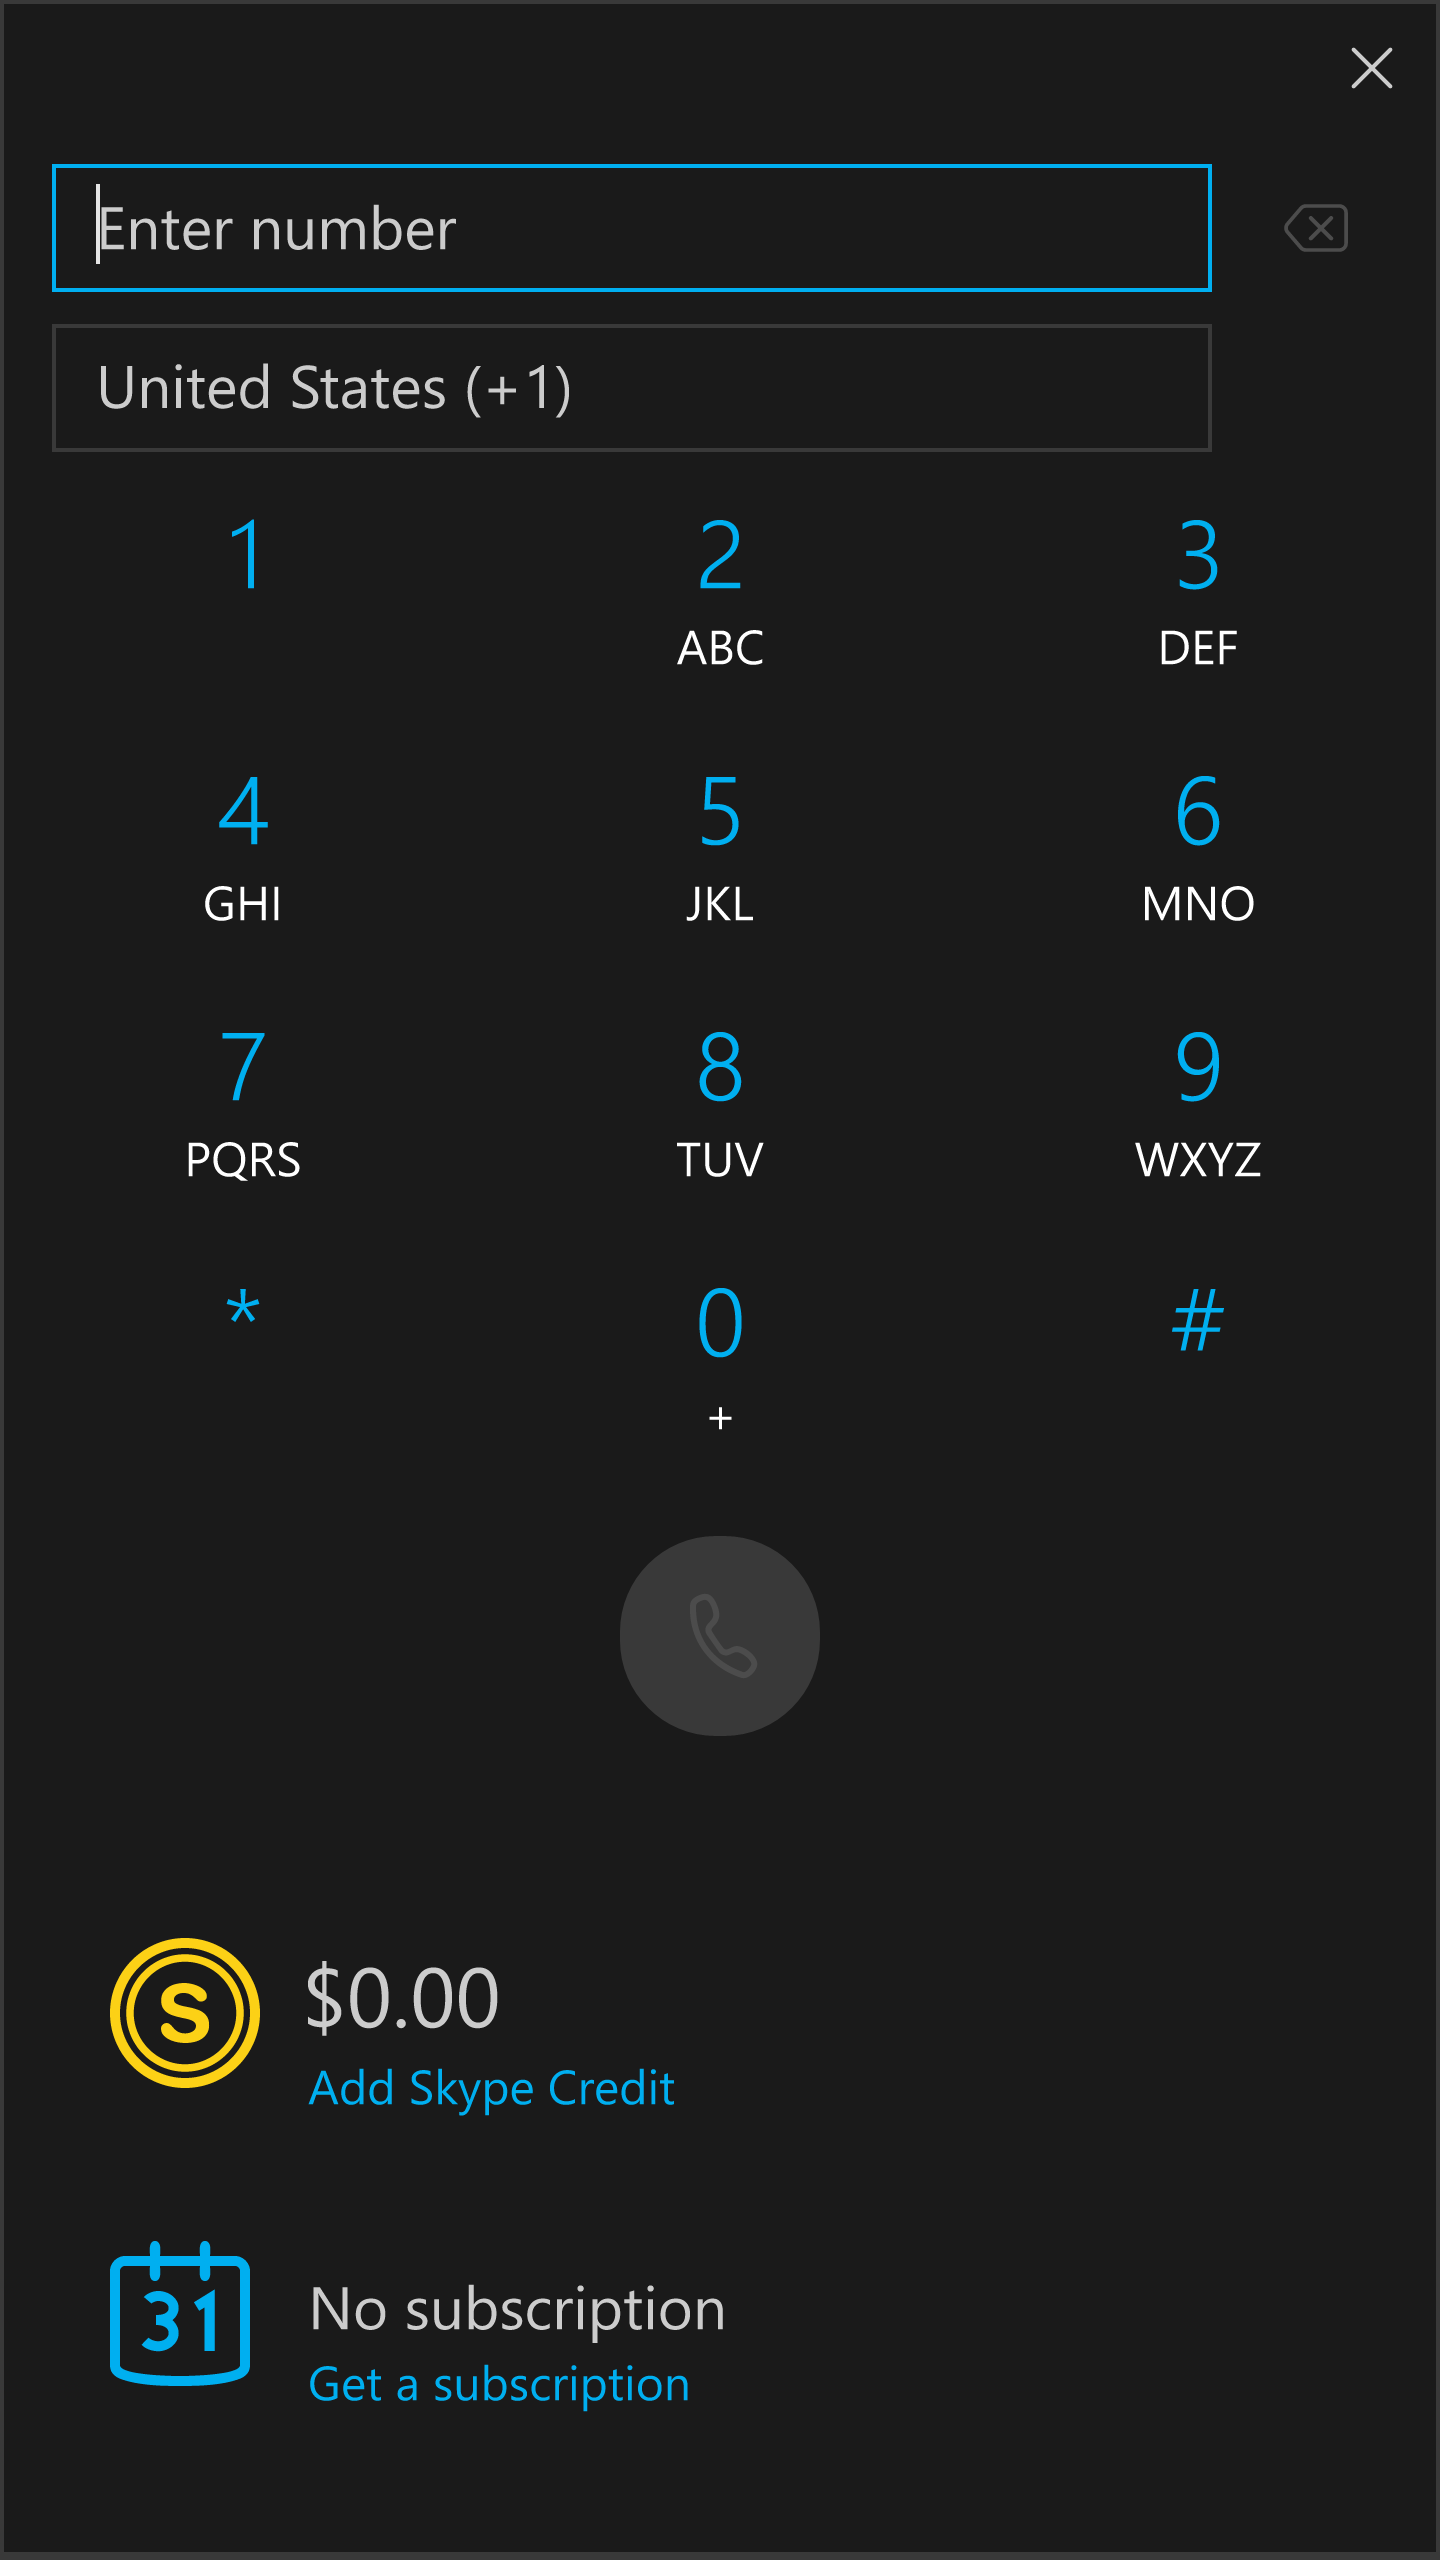 Enter number
United States (+1)
1 2 3
ABC DEF
4 5 6
GHI JKL MNO
7 8 9
PQRS TUV WXYZ
* 0 #
+
S
$0.00
Add Skype Credit
31
No subscription
Get a subscription